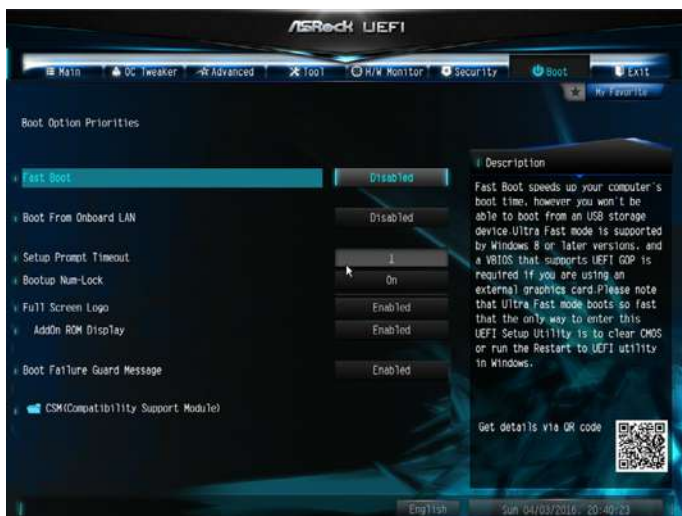 ASRock UEFI
Main OC Tweaker Advanced Tool H/W Monitor Security Boot Exit
My Favorite
Boot Option Priorities
Fast Boot Disabled
Boot From Onboard LAN Disabled
Setup Prompt Timeout 1
Bootup Num-Lock On
Full Screen Logo Enabled
AddOn ROM Display Enabled
Boot Failure Guard Message Enabled
CSM(Compatibility Support Module)
Description
Fast Boot speeds up your computer's
boot time, however you won't be
able to boot from an USB storage
device.Ultra Fast mode is supported
by Windows 8 or later versions. and
a VBIOS that supports UEFI GOP is
required if you are using an
external graphics card.Please note
that Ultra Fast mode boots so fast
that the only way to enter this
UEFI Setup Utility is to clear CMOS
or run the Restart to UEFI utility
in Windows.
Get details via QR code
English
Sun 04/03/2016. 20:40:23